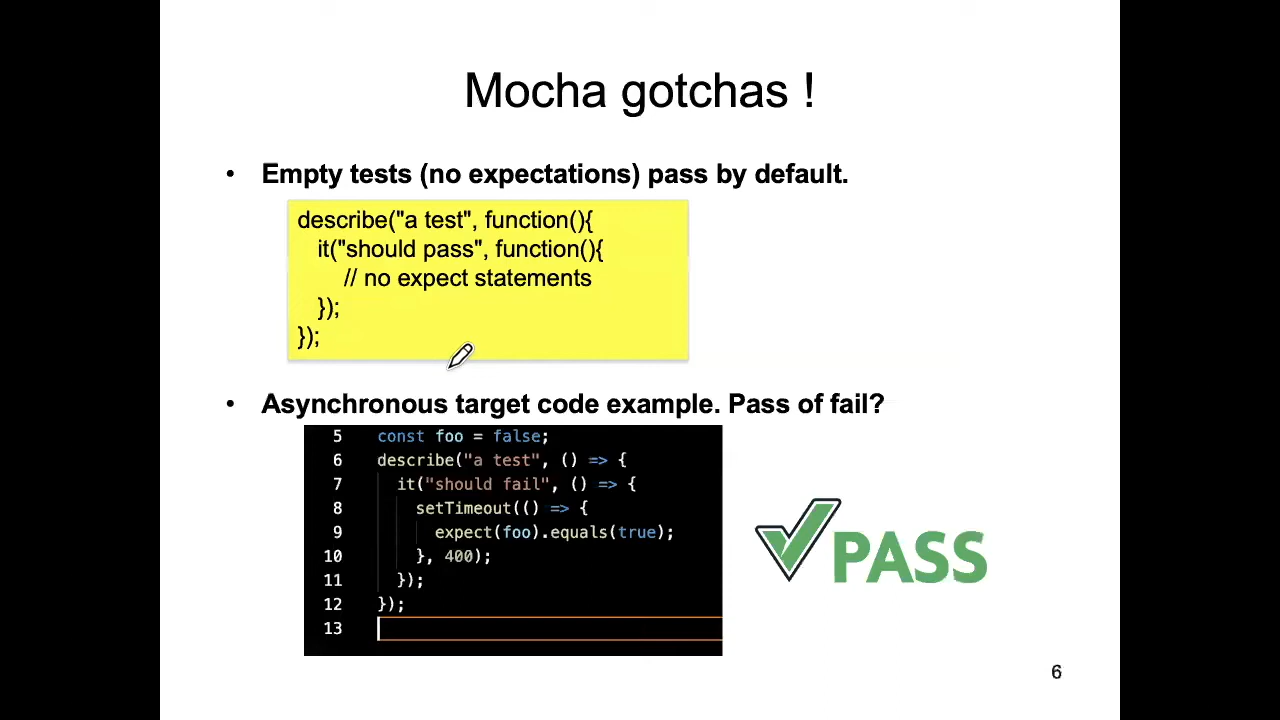 Mocha gotchas !
• Empty tests (no expectations) pass by default.
describe("a test", function(){
it("should pass", function(){
// no expect statements
});
});
• Asynchronous target code example. Pass of fail?
5 const foo = false;
6 describe("a test", () => {
7 it("should fail", () => {
8 setTimeout(() => {
9 expect(foo).equals(true);
10 }, 400);
11 });
12 });
13
PASS
6